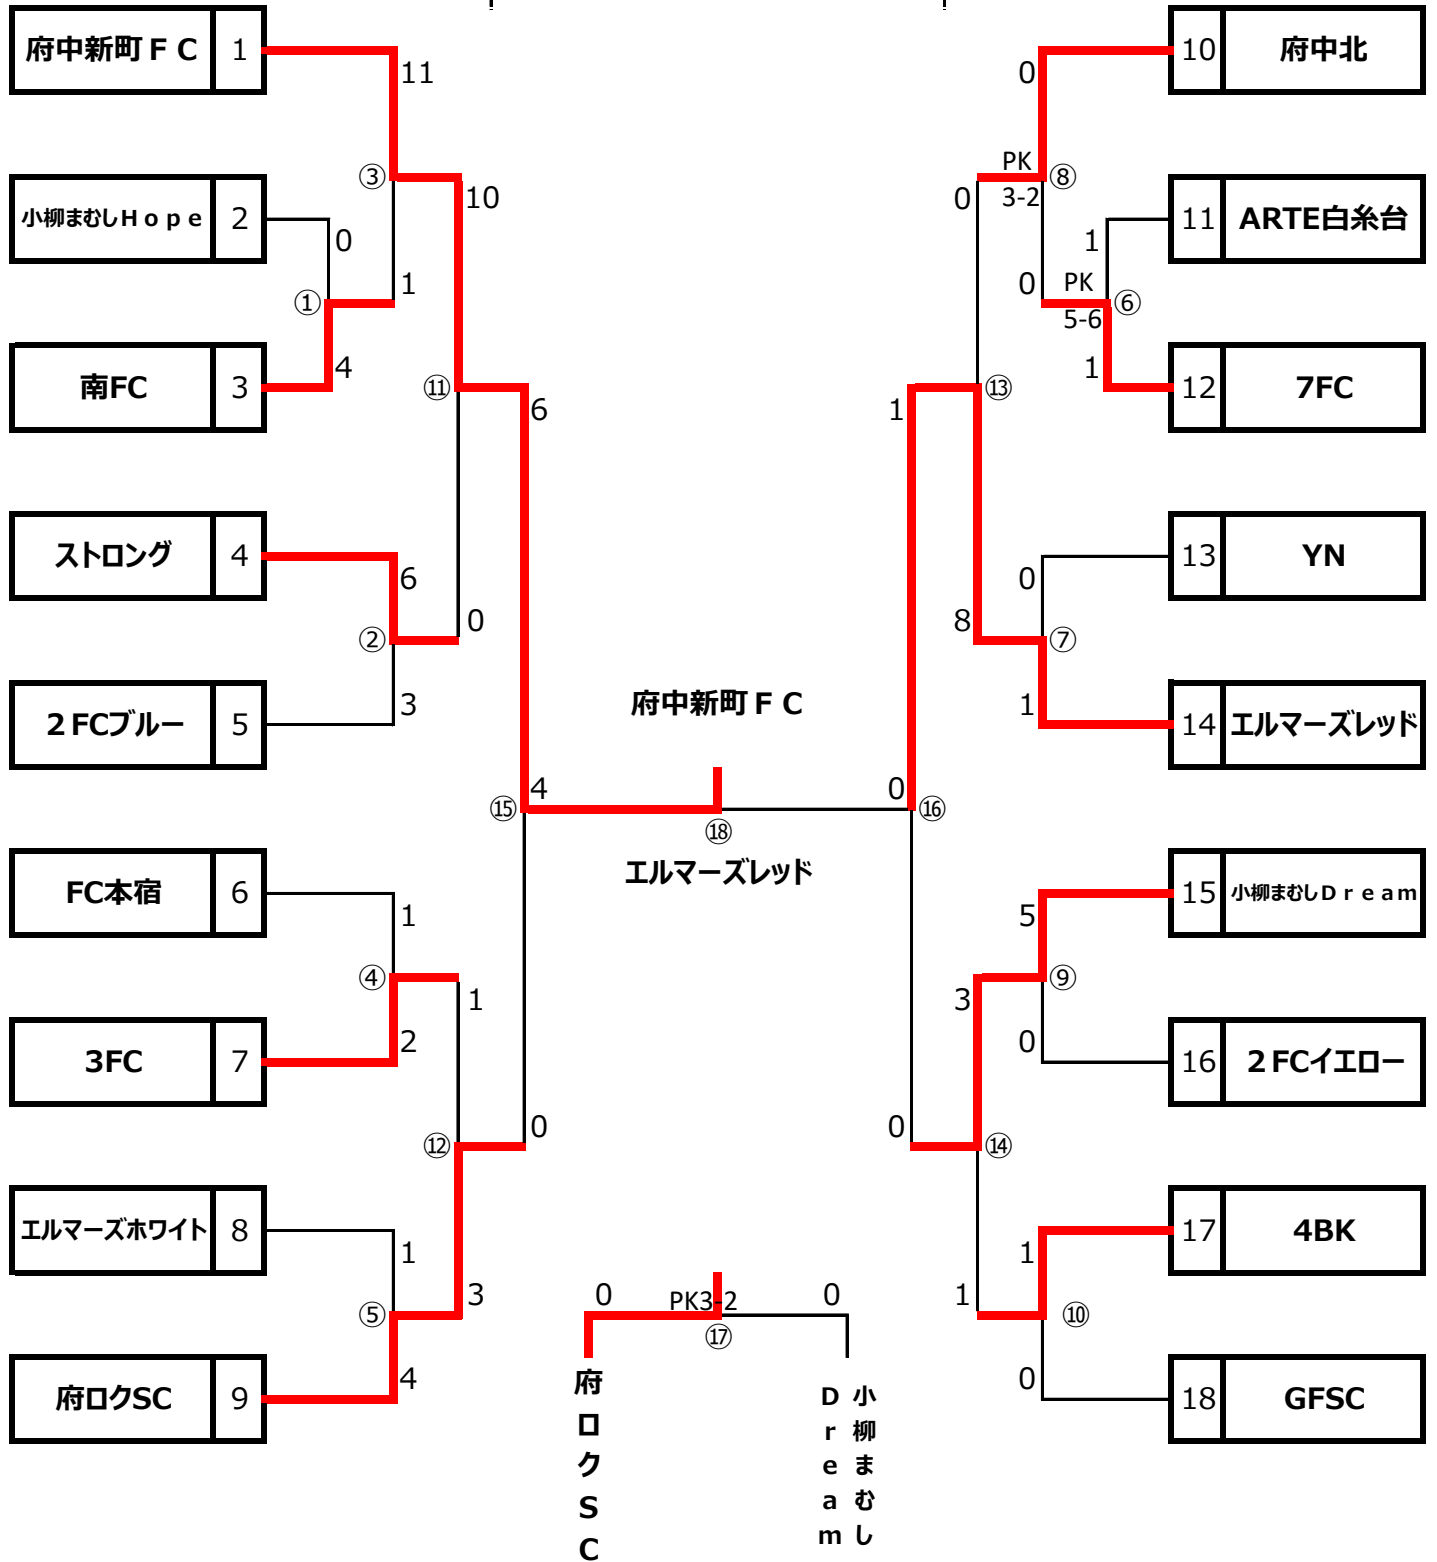 府中新町ＦＣ 1
11
0
10 府中北
③
10
PK
⑧
0
3-2
小柳まむしＨｏｐｅ 2
0
1
11 ARTE白糸台
①
1
0
PK
⑥
5-6
南FC 3
4
1
12 7FC
⑪
6
1
⑬
ストロング 4
6
0
13 YN
②
0
8
⑦
２FCブルー 5
3
府中新町ＦＣ
1
14 エルマーズレッド
⑮
4
0
⑯
⑱
エルマーズレッド
FC本宿 6
1
5
15 小柳まむしＤｒｅａｍ
④
1
3
⑨
3FC 7
2
0
16 ２FCイエロー
⑫
0
0
⑭
エルマーズホワイト 8
1
1
17 4BK
⑤
3
0
PK3-2
0
1
⑩
⑰
府ロクSC 9
4
0
18 GFSC
府ロクSC
小柳まむし
Dream